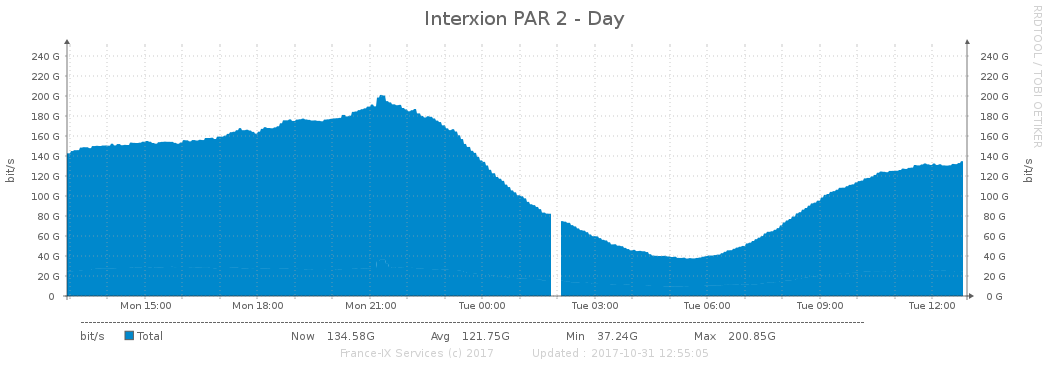 Interxion PAR 2 - Day
RRDTOOL / TOBI OETIKER
240 G 240 G
220 G 220 G
200 G 200 G
180 G 180 G
160 G 160 G
140 G 140 G
120 G 120 G
100 G 100 G
80 G 80 G
60 G 60 G
40 G 40 G
20 G 20 G
0 0 G
bit/s
bit/s
Mon 15:00 Mon 18:00 Mon 21:00 Tue 00:00 Tue 03:00 Tue 06:00 Tue 09:00 Tue 12:00
bit/s Total Now 134.58G Avg 121.75G Min 37.24G Max 200.85G
France-IX Services (c) 2017 Updated : 2017-10-31 12:55:05